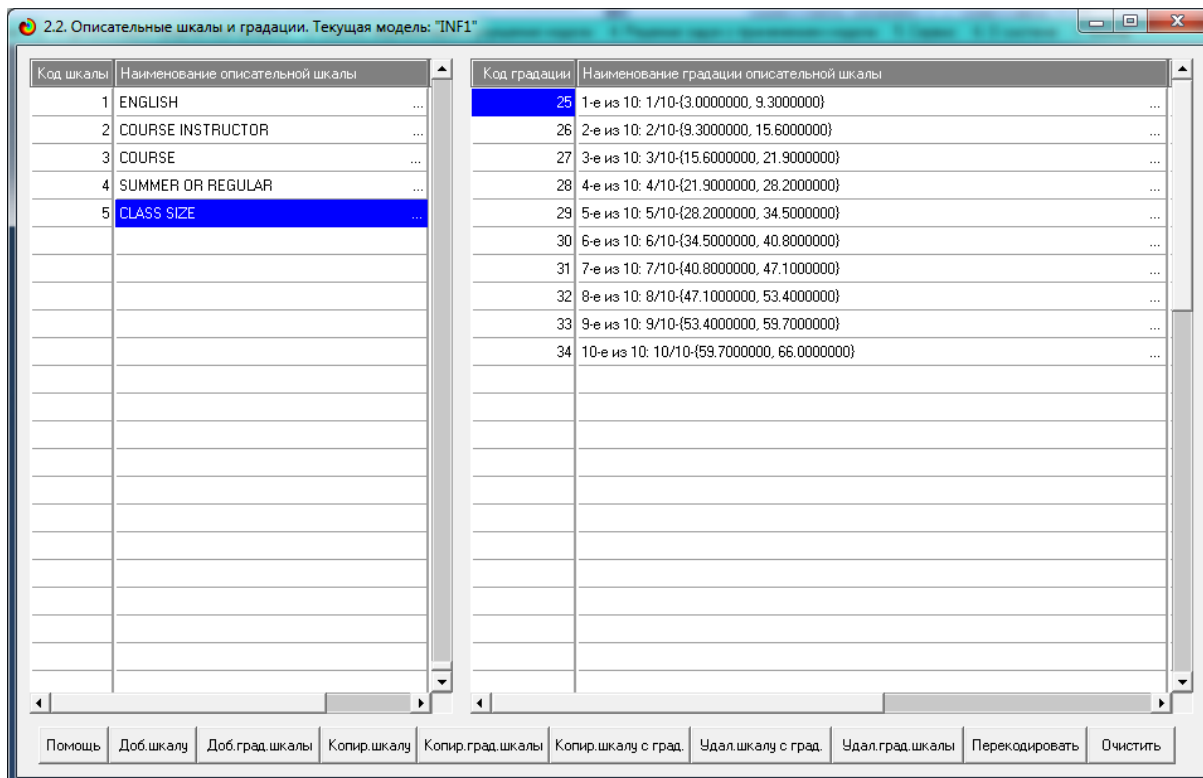 2.2. Описательные шкалы и градации. Текущая модель: "INF1"
Код шкалы Наименование описательной шкалы
1 ENGLISH ...
2 COURSE INSTRUCTOR ...
3 COURSE ...
4 SUMMER OR REGULAR ...
5 CLASS SIZE ...
Код градации Наименование градации описательной шкалы
25 1-е из 10: 1/10-{3.0000000, 9.3000000} ...
26 2-е из 10: 2/10-{9.3000000, 15.6000000} ...
27 3-е из 10: 3/10-{15.6000000, 21.9000000} ...
28 4-е из 10: 4/10-{21.9000000, 28.2000000} ...
29 5-е из 10: 5/10-{28.2000000, 34.5000000} ...
30 6-е из 10: 6/10-{34.5000000, 40.8000000} ...
31 7-е из 10: 7/10-{40.8000000, 47.1000000} ...
32 8-е из 10: 8/10-{47.1000000, 53.4000000} ...
33 9-е из 10: 9/10-{53.4000000, 59.7000000} ...
34 10-е из 10: 10/10-{59.7000000, 66.0000000} ...
Помощь Доб.шкалу Доб.град.шкалы Копир.шкалу Копир.град.шкалы Копир.шкалу с град. Удал.шкалу с град. Удал.град.шкалы Перекодировать Очистить